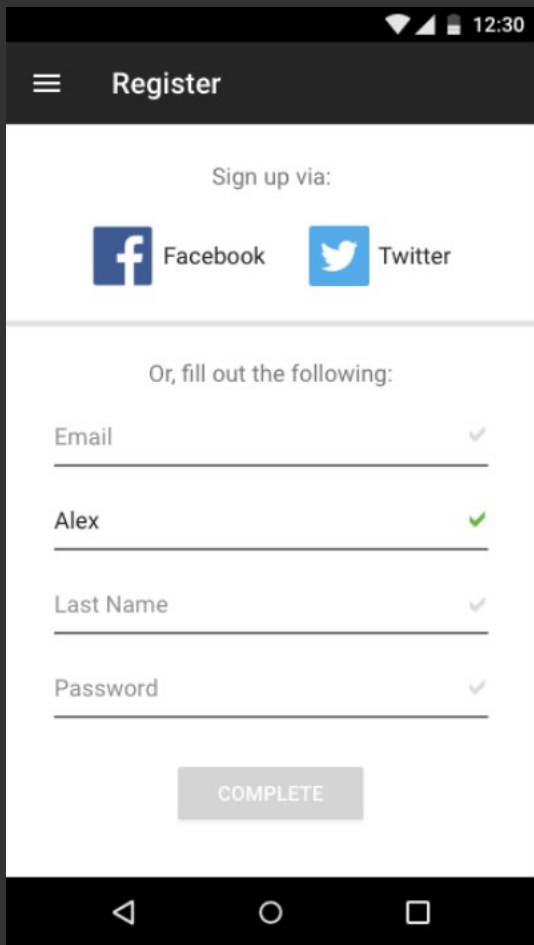 12:30
Register
Sign up via:
Facebook Twitter
Or, fill out the following:
Email
Alex
Last Name
Password
COMPLETE